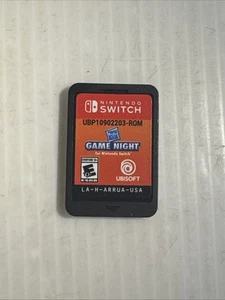 NINTENDO
SWITCH
UBP10902203-ROM
Hasbro
GAME NIGHT
for Nintendo Switch
E
UBISOFT
LA-H-ARRUA-USA